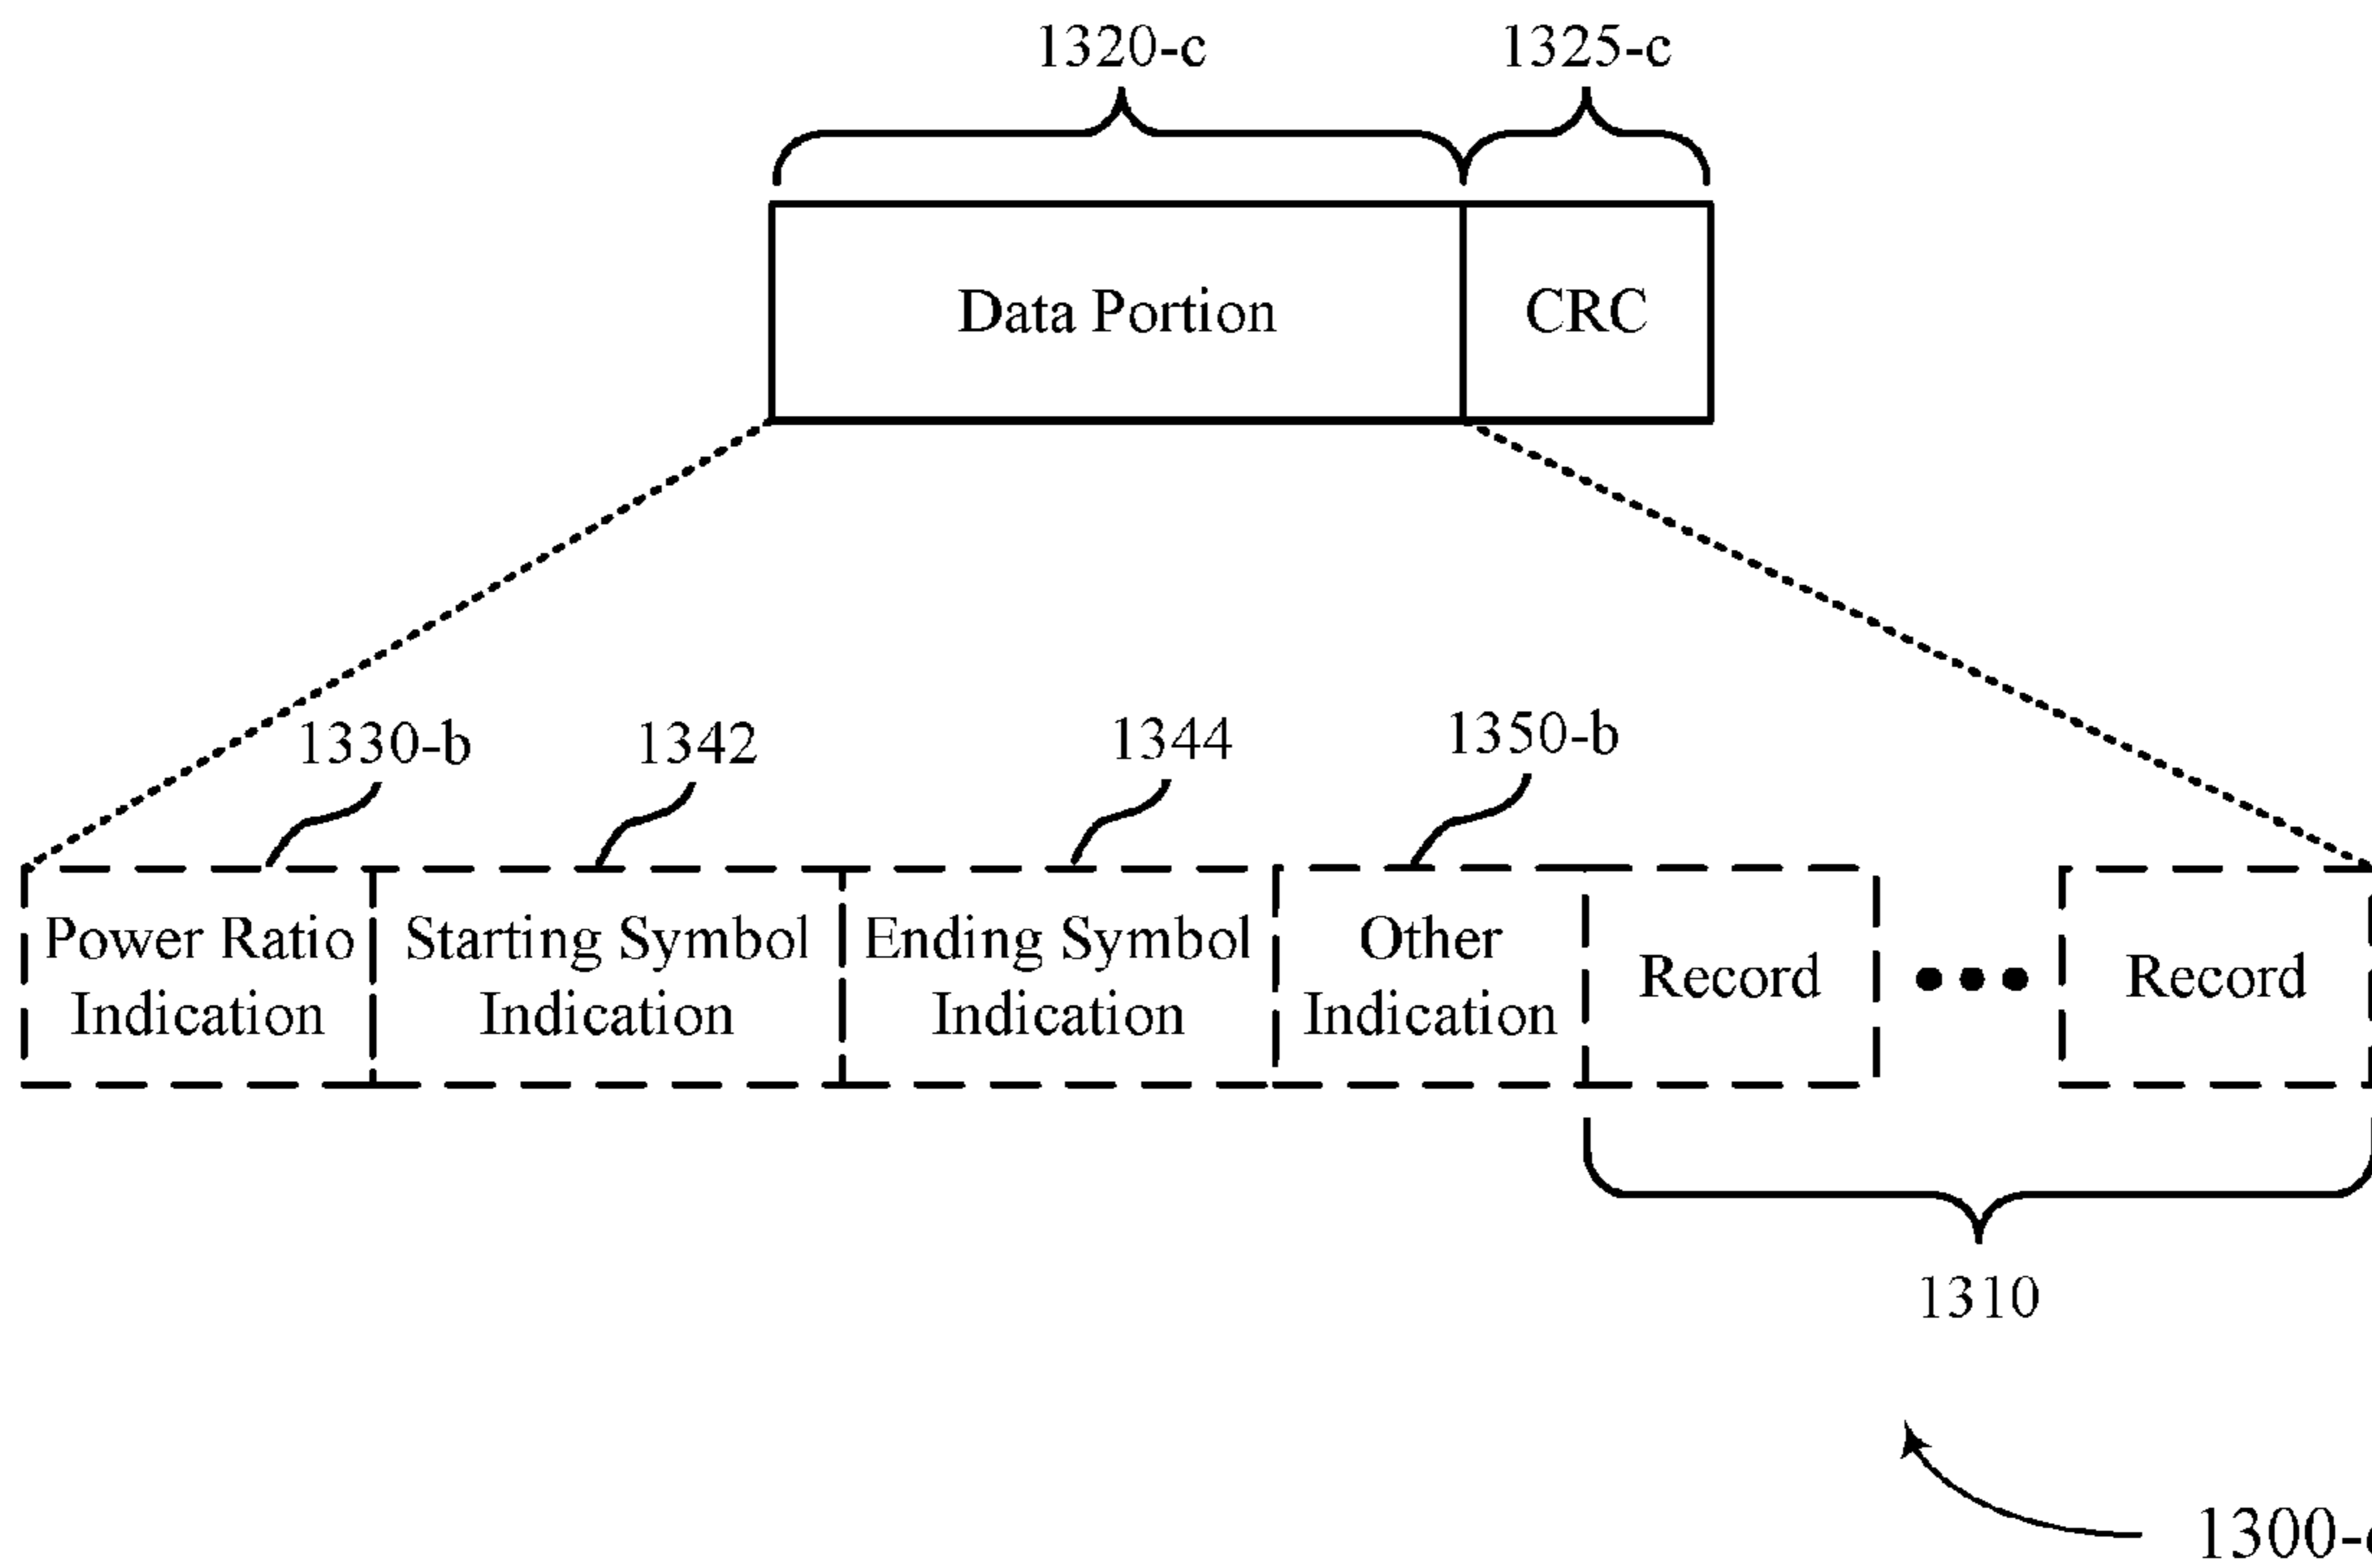 1320-c 1325-c
Data Portion CRC
1330-b 1342 1344 1350-b
Power Ratio Indication
Starting Symbol Indication
Ending Symbol Indication
Other Indication
Record ●●● Record
1310